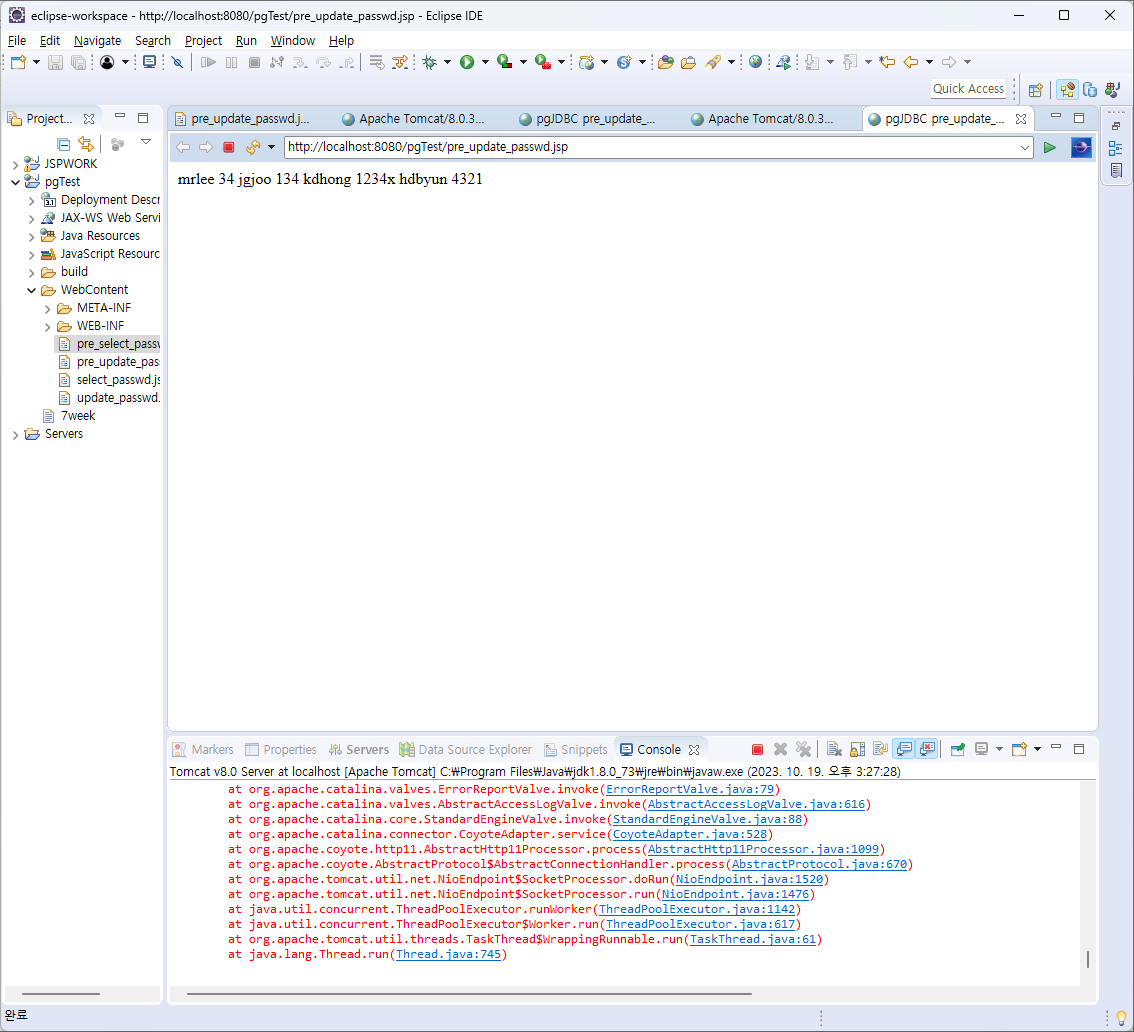 eclipse-workspace - http://localhost:8080/pgTest/pre_update_passwd.jsp - Eclipse IDE
File Edit Navigate Search Project Run Window Help
Quick Access
Project...
pre_update_passwd.j...
Apache Tomcat/8.0.3...
pgJDBC pre_update_...
Apache Tomcat/8.0.3...
pgJDBC pre_update_...
http://localhost:8080/pgTest/pre_update_passwd.jsp
JSPWORK
pgTest
Deployment Descr
JAX-WS Web Servi
Java Resources
JavaScript Resourc
build
WebContent
META-INF
WEB-INF
pre_select_passw
pre_update_pas
select_passwd.js
update_passwd.
7week
Servers
mrlee 34 jgjoo 134 kdhong 1234x hdbyun 4321
Markers Properties Servers Data Source Explorer Snippets Console
Tomcat v8.0 Server at localhost [Apache Tomcat] C:₩Program Files₩Java₩jdk1.8.0_73₩jre₩bin₩javaw.exe (2023. 10. 19. 오후 3:27:28)
at org.apache.catalina.valves.ErrorReportValve.invoke(ErrorReportValve.java:79)
at org.apache.catalina.valves.AbstractAccessLogValve.invoke(AbstractAccessLogValve.java:616)
at org.apache.catalina.core.StandardEngineValve.invoke(StandardEngineValve.java:88)
at org.apache.catalina.connector.CoyoteAdapter.service(CoyoteAdapter.java:528)
at org.apache.coyote.http11.AbstractHttp11Processor.process(AbstractHttp11Processor.java:1099)
at org.apache.coyote.AbstractProtocol$AbstractConnectionHandler.process(AbstractProtocol.java:670)
at org.apache.tomcat.util.net.NioEndpoint$SocketProcessor.doRun(NioEndpoint.java:1520)
at org.apache.tomcat.util.net.NioEndpoint$SocketProcessor.run(NioEndpoint.java:1476)
at java.util.concurrent.ThreadPoolExecutor.runWorker(ThreadPoolExecutor.java:1142)
at java.util.concurrent.ThreadPoolExecutor$Worker.run(ThreadPoolExecutor.java:617)
at org.apache.tomcat.util.threads.TaskThread$WrappingRunnable.run(TaskThread.java:61)
at java.lang.Thread.run(Thread.java:745)
완료